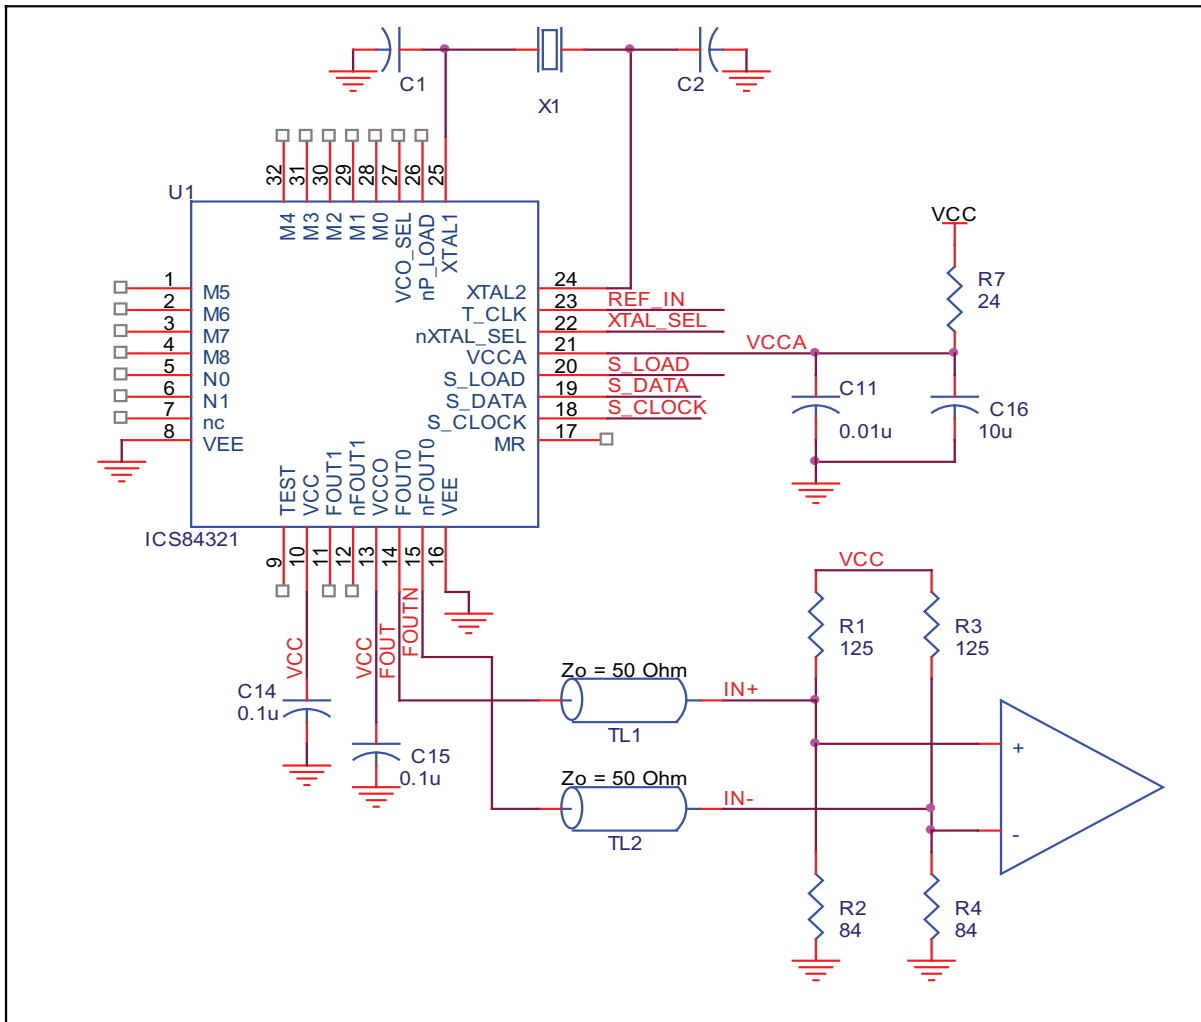 C1
X1
C2
32
31
30
29
28
27
26
25
U1
M4
M3
M2
M1
M0
VCO_SEL
nP_LOAD
XTAL1
1
2
3
4
5
6
7
8
M5
M6
M7
M8
N0
N1
nc
VEE
XTAL2
T_CLK
nXTAL_SEL
VCCA
S_LOAD
S_DATA
S_CLOCK
MR
24
23
22
21
20
19
18
17
REF_IN
XTAL_SEL
VCCA
S_LOAD
S_DATA
S_CLOCK
VCC
R7
24
C11
0.01u
C16
10u
TEST
VCC
FOUT1
nFOUT1
VCCO
FOUT0
nFOUT0
VEE
ICS84321
9
10
11
12
13
14
15
16
VCC
VCC
FOUT
FOUTN
C14
0.1u
C15
0.1u
Zo = 50 Ohm
TL1
IN+
Zo = 50 Ohm
TL2
IN-
VCC
R1
125
R3
125
+
-
R2
84
R4
84